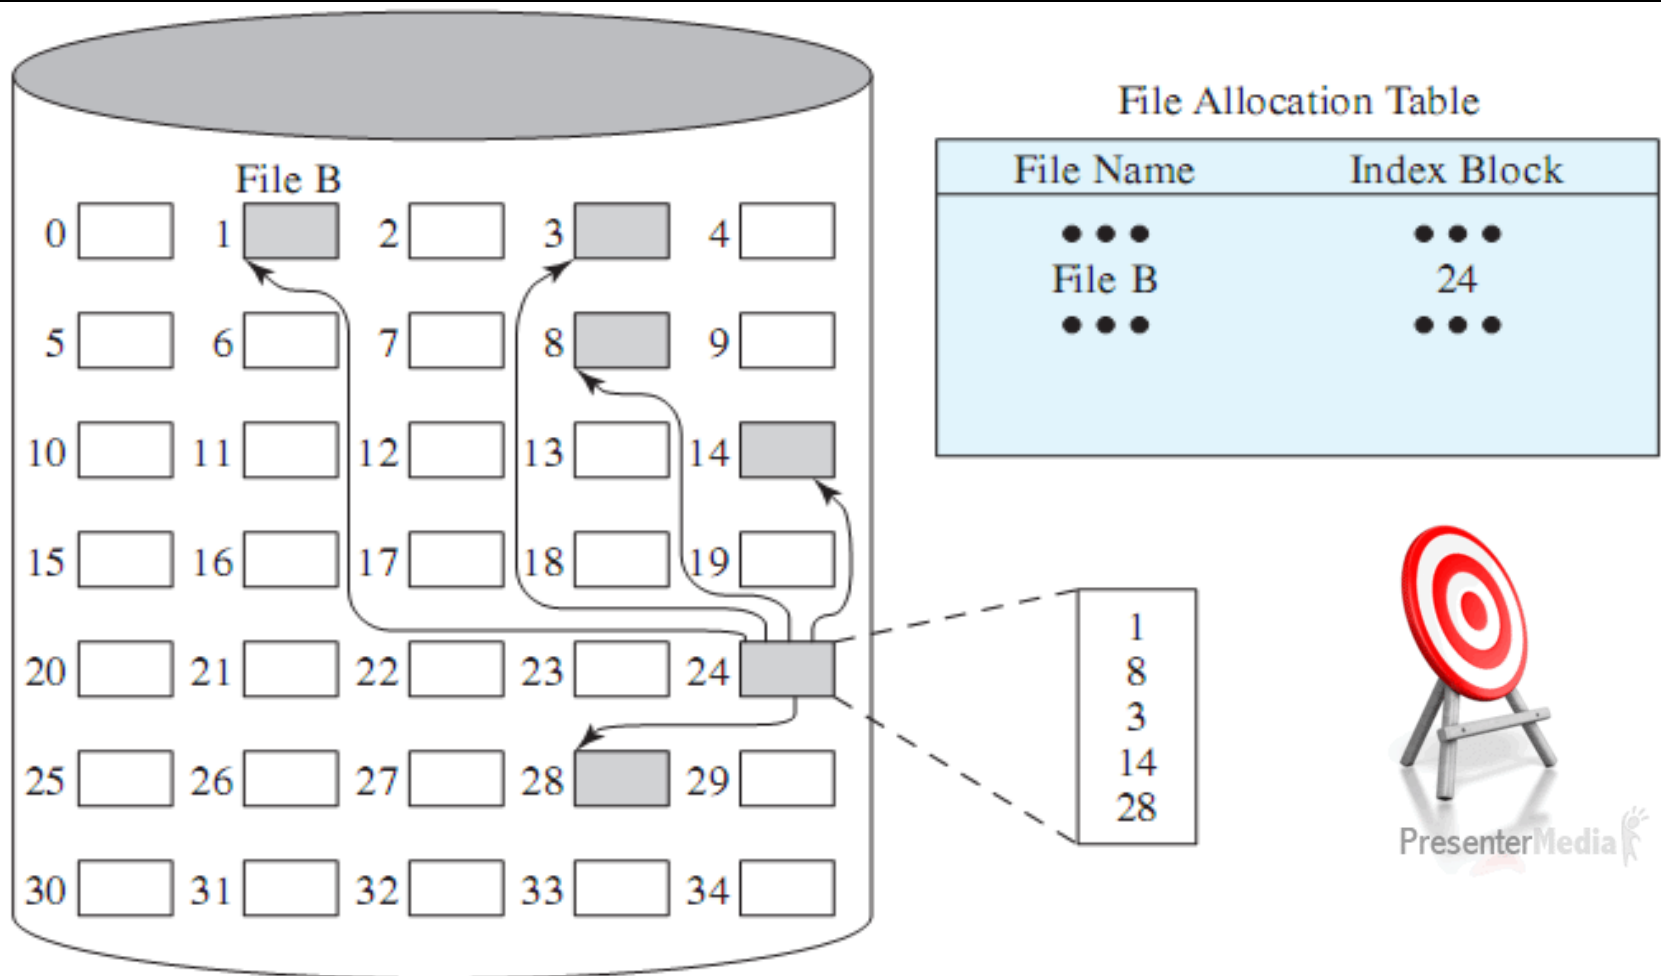 File Allocation Table
File Name Index Block
●●● ●●●
File B 24
●●● ●●●
File B
0 1 2 3 4
5 6 7 8 9
10 11 12 13 14
15 16 17 18 19
20 21 22 23 24
25 26 27 28 29
30 31 32 33 34
1
8
3
14
28
PresenterMedia